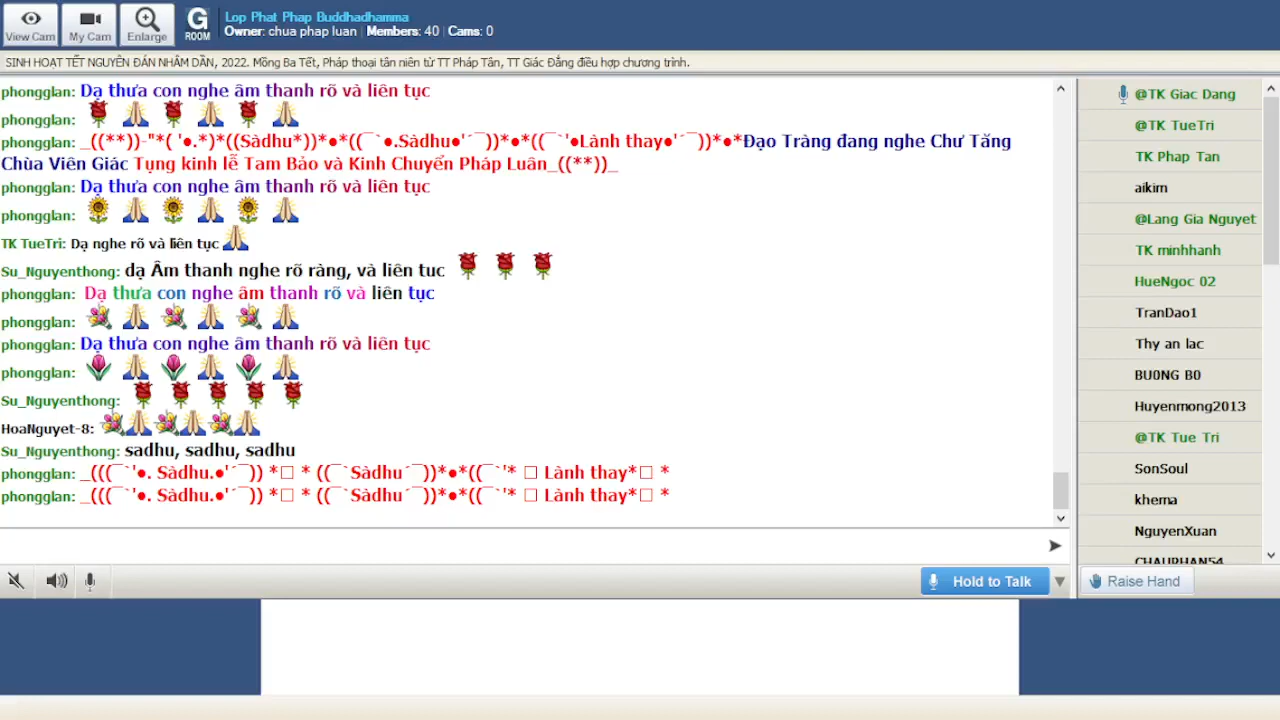 View Cam
My Cam
Enlarge
G
ROOM
Lop Phat Phap Buddhadhamma
Owner: chua phap luan | Members: 40 | Cams: 0
SINH HOẠT TẾT NGUYÊN ĐÁN NHÂM DẦN, 2022. Mồng Ba Tết, Pháp thoại tân niên từ TT Pháp Tân, TT Giác Đẳng điều hợp chương trình.
phongglan: Dạ thưa con nghe âm thanh rõ và liên tục
phongglan:
phongglan: _((**))-"*( '●.*)*((Sàdhu*))*●*((¯`●.Sàdhu●'´¯))*●*((¯`'●Lành thay●'´¯))*●*Đạo Tràng đang nghe Chư Tăng
Chùa Viên Giác Tụng kinh lễ Tam Bảo và Kinh Chuyển Pháp Luân_((**))_
phongglan: Dạ thưa con nghe âm thanh rõ và liên tục
phongglan:
TK TueTri: Dạ nghe rõ và liên tục
Su_Nguyenthong: dạ Âm thanh nghe rõ ràng, và liên tuc
phongglan: Dạ thưa con nghe âm thanh rõ và liên tục
phongglan:
phongglan: Dạ thưa con nghe âm thanh rõ và liên tục
phongglan:
Su_Nguyenthong:
HoaNguyet-8:
Su_Nguyenthong: sadhu, sadhu, sadhu
phongglan: _(((¯`'●. Sàdhu.●'´¯)) *□ * ((¯`Sàdhu´¯))*●*((¯`'* □ Lành thay*□ *
phongglan: _(((¯`'●. Sàdhu.●'´¯)) *□ * ((¯`Sàdhu´¯))*●*((¯`'* □ Lành thay*□ *
@TK Giac Dang
@TK TueTri
TK Phap Tan
aikim
@Lang Gia Nguyet
TK minhhanh
HueNgoc 02
TranDao1
Thy an lac
BU0NG B0
Huyenmong2013
@TK Tue Tri
SonSoul
khema
NguyenXuan
CHAUPHAN54
Hold to Talk
Raise Hand